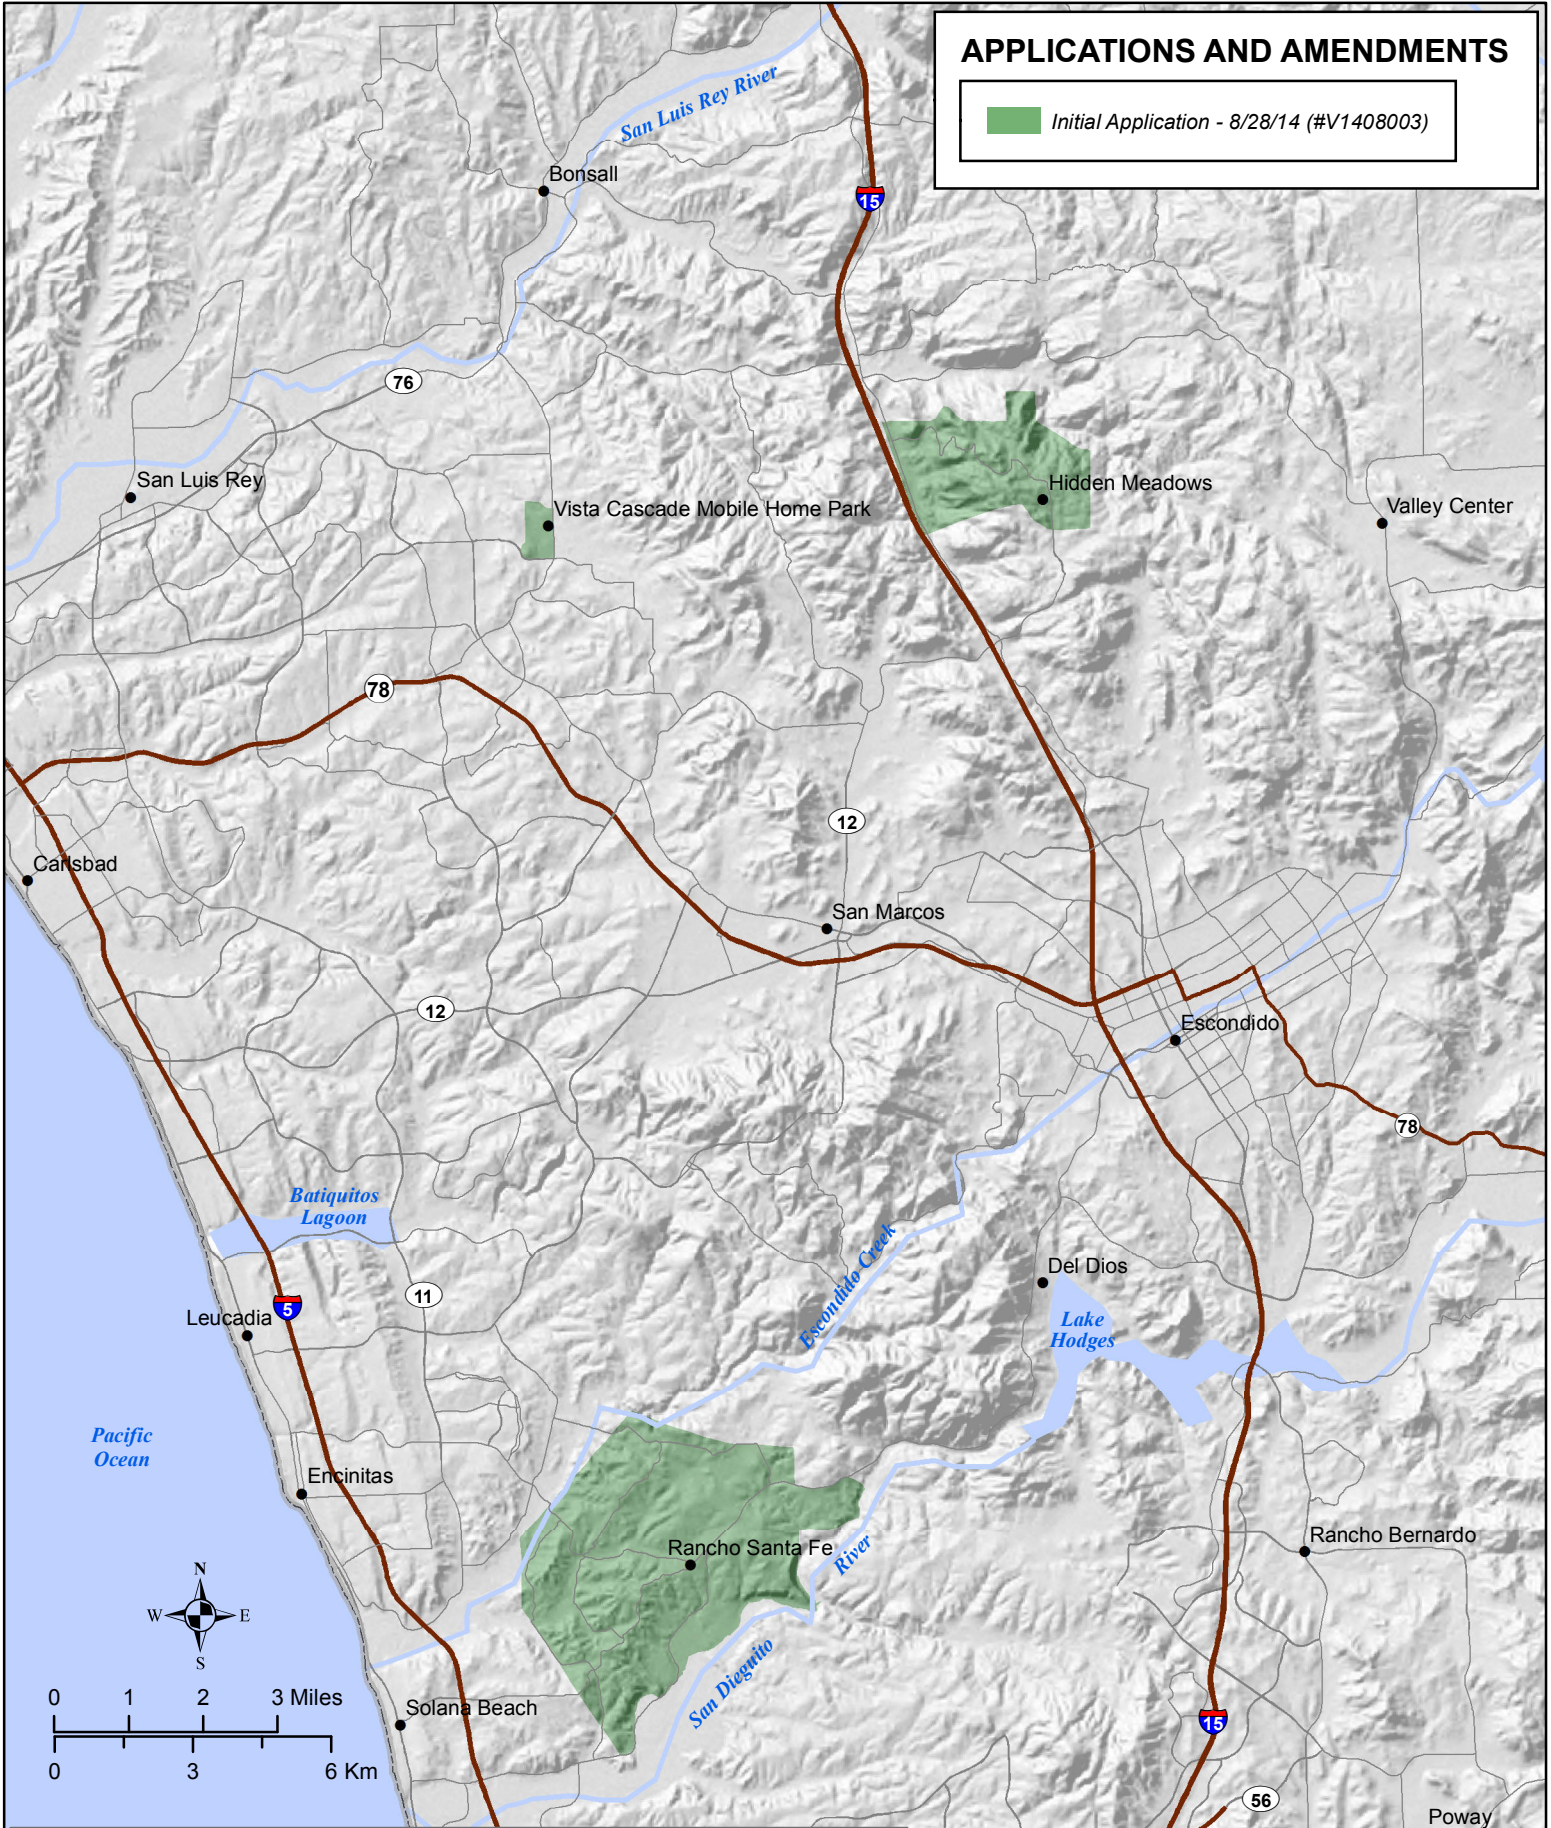 APPLICATIONS AND AMENDMENTS
Initial Application - 8/28/14 (#V1408003)
San Luis Rey River
Bonsall
15
76
San Luis Rey
Vista Cascade Mobile Home Park
Hidden Meadows
Valley Center
78
12
Carlsbad
San Marcos
12
Escondido
78
Batiquitos
Lagoon
Escondido Creek
Del Dios
11
5
Leucadia
Lake
Hodges
Pacific
Ocean
Encinitas
Rancho Santa Fe
River
Rancho Bernardo
N
W
E
S
San Dieguito
0 1 2 3 Miles
Solana Beach
15
0 3 6 Km
56
Poway